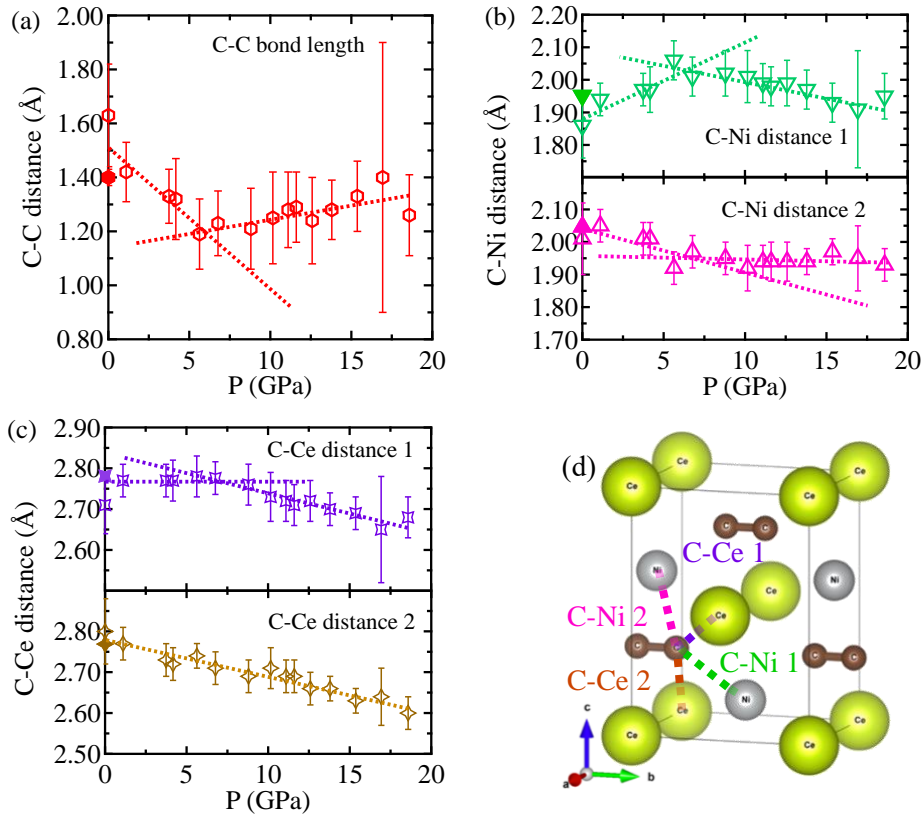 (a)
C-C bond length
2.00
1.80
1.60
1.40
1.20
1.00
0.80
C-C distance (Å)
0 5 10 15 20
P (GPa)
(b)
2.20
2.10
2.00
1.90
1.80
C-Ni distance 1
C-Ni distance 2
2.10
2.00
1.90
1.80
1.70
C-Ni distance (Å)
0 5 10 15 20
P (GPa)
(c)
2.90
2.80
2.70
2.60
C-Ce distance 1
C-Ce distance 2
2.80
2.70
2.60
2.50
C-Ce distance (Å)
0 5 10 15 20
P (GPa)
(d)
Ce
Ce
Ce
Ce
C C
C-Ce 1
Ni
Ni
Ce
Ce
C-Ni 2
C C
C C
C-Ni 1
C-Ce 2
Ce
Ni
Ce
Ce
Ce
c
a
b